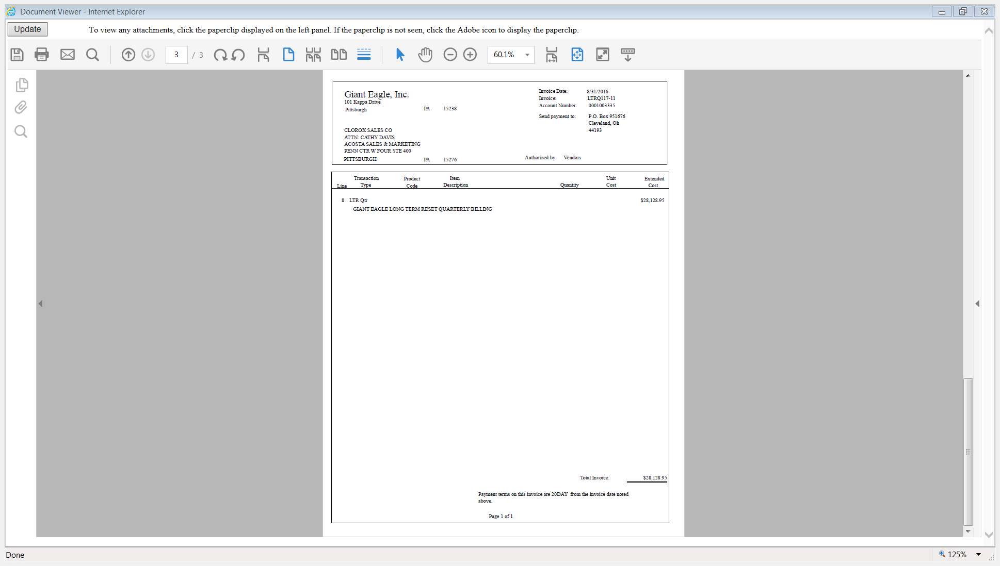 Document Viewer - Internet Explorer
Update
To view any attachments, click the paperclip displayed on the left panel. If the paperclip is not seen, click the Adobe icon to display the paperclip.
3 / 3
60.1%
Giant Eagle, Inc.
101 Kappa Drive
Pittsburgh PA 15238
Invoice Date: 8/31/2016
Invoice: LTRQ117-11
Account Number: 0001003335
Send payment to: P.O. Box 951676
Cleveland, Oh
44193
CLOROX SALES CO
ATTN: CATHY DAVIS
ACOSTA SALES & MARKETING
PENN CTR W FOUR STE 400
PITTSBURGH PA 15276
Authorized by: Vendors
Line
Transaction
Type
Product
Code
Item
Description
Quantity
Unit
Cost
Extended
Cost
8 LTR Qtr $28,128.95
GIANT EAGLE LONG TERM RESET QUARTERLY BILLING
Total Invoice: $28,128.95
Payment terms on this invoice are 20DAY from the invoice date noted
above.
Page 1 of 1
Done
125%